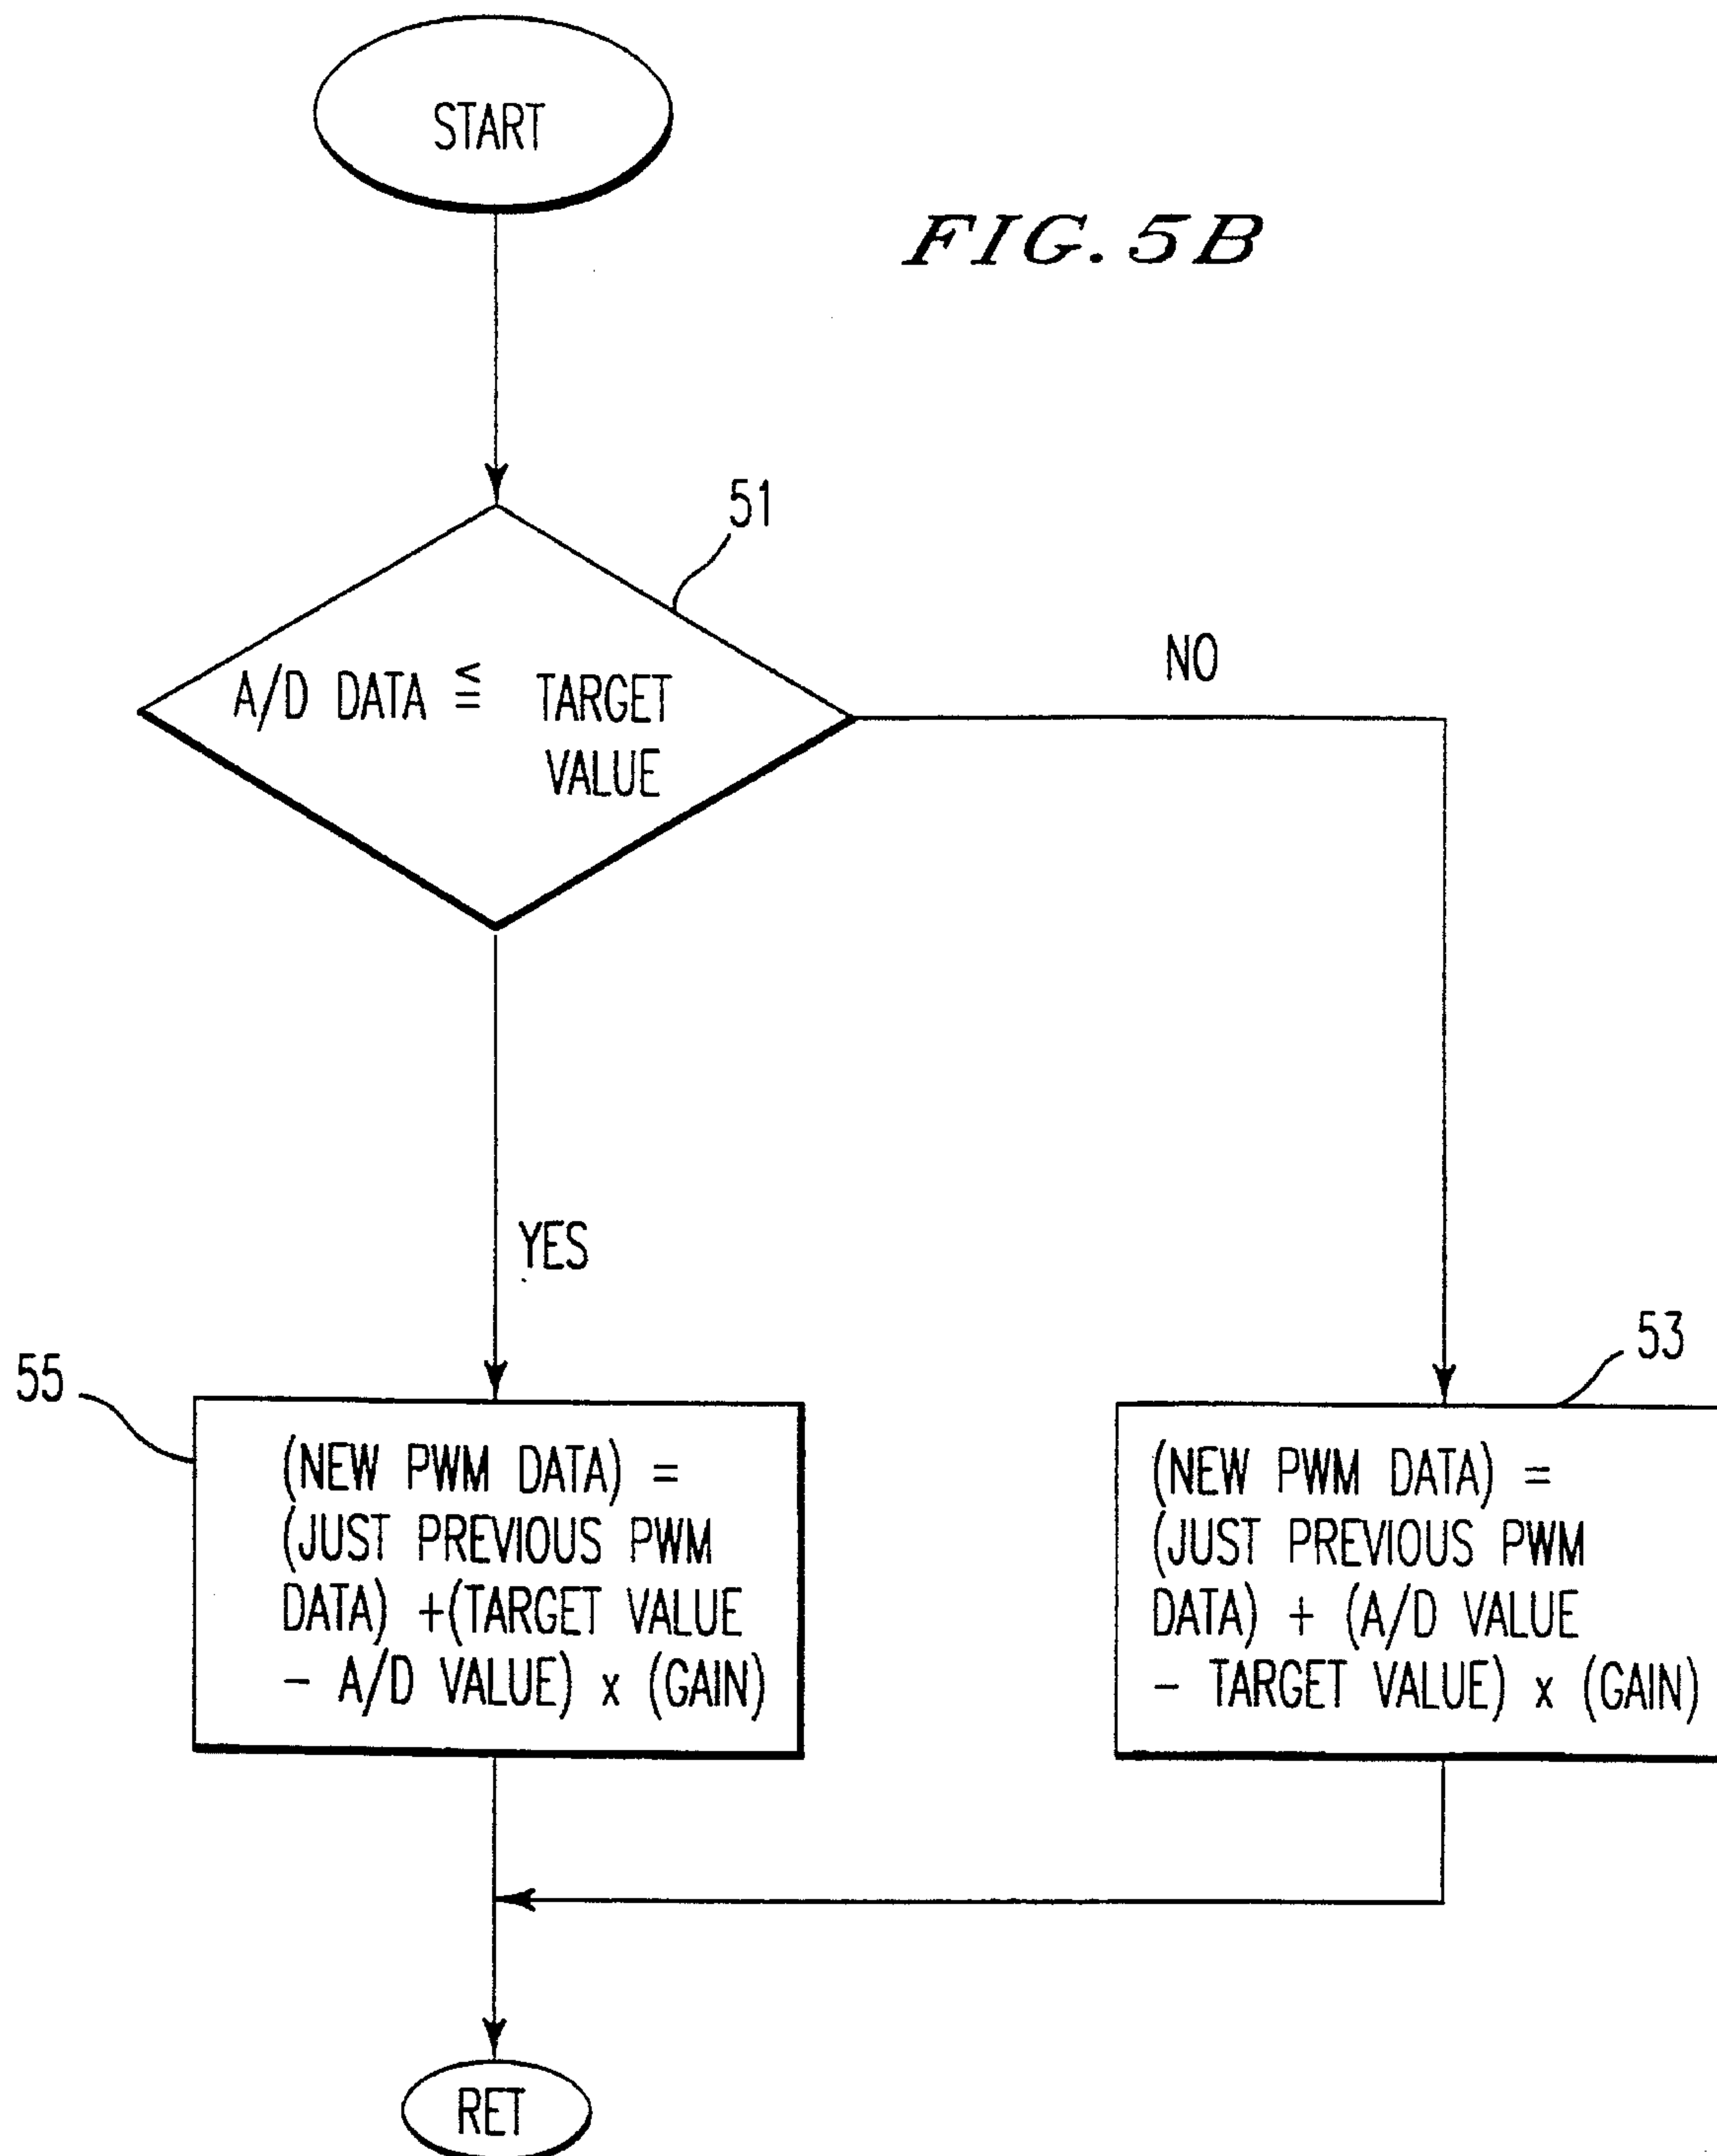 START
FIG. 5B
51
A/D DATA ≦ TARGET
VALUE
NO
YES
55
(NEW PWM DATA) =
(JUST PREVIOUS PWM
DATA) +(TARGET VALUE
- A/D VALUE) x (GAIN)
53
(NEW PWM DATA) =
(JUST PREVIOUS PWM
DATA) + (A/D VALUE
- TARGET VALUE) x (GAIN)
RET